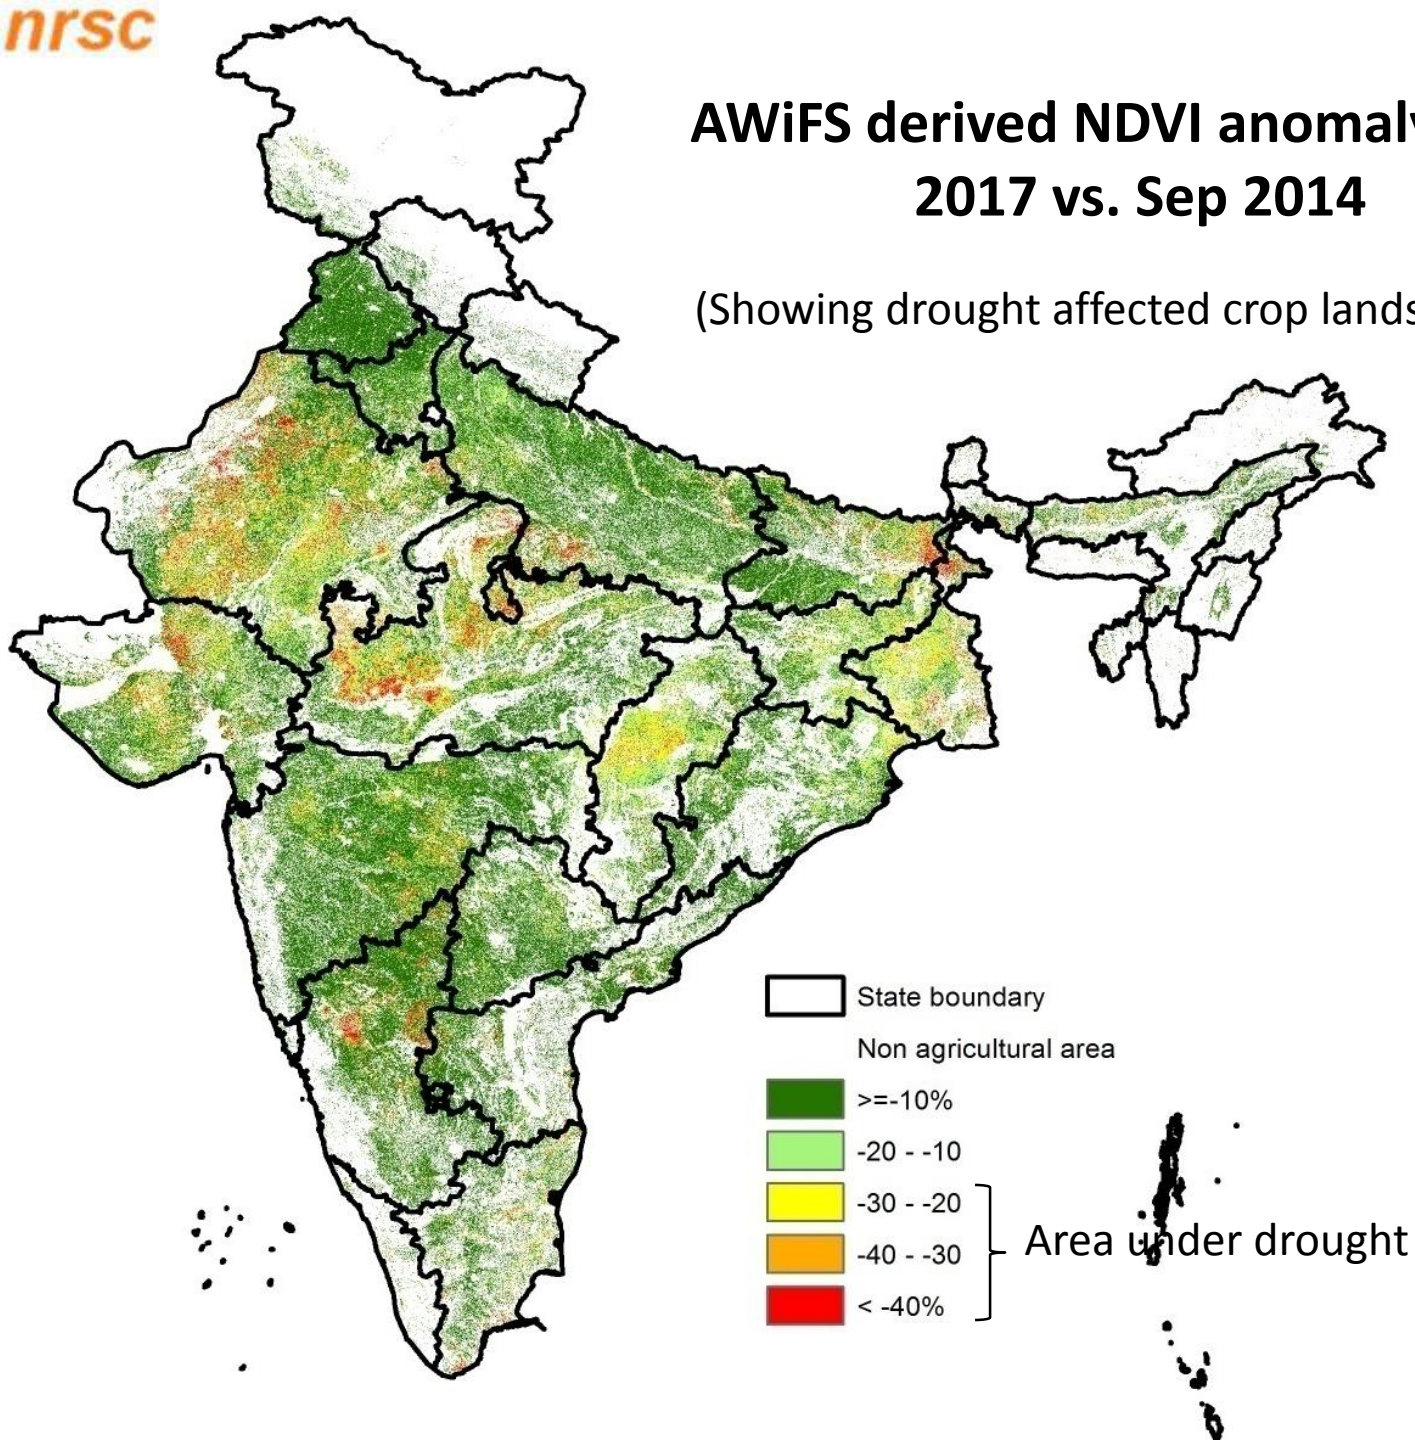 nrsc
AWiFS derived NDVI anomaly
2017 vs. Sep 2014
(Showing drought affected crop lands
State boundary
Non agricultural area
>=-10%
-20 - -10
-30 - -20
-40 - -30
Area under drought
< -40%